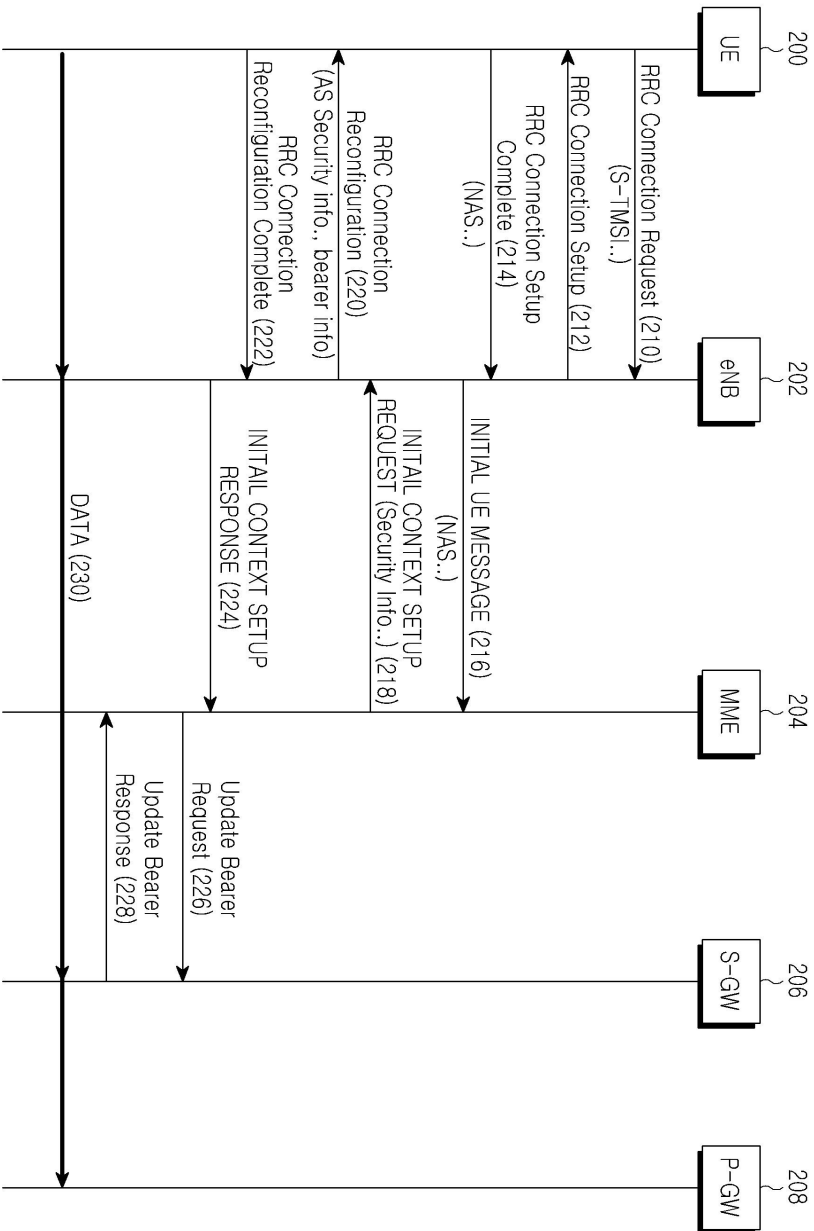 200
202
204
206
208
UE
eNB
MME
S-GW
P-GW
RRC Connection Request (210)
(S-TMSI..)
RRC Connection Setup (212)
RRC Connection Setup
Complete (214)
(NAS..)
INITIAL UE MESSAGE (216)
(NAS..)
INITAIL CONTEXT SETUP
REQUEST (Security Info..) (218)
RRC Connection
Reconfiguration (220)
(AS Security info., bearer info)
RRC Connection
Reconfiguration Complete (222)
INITAIL CONTEXT SETUP
RESPONSE (224)
Update Bearer
Request (226)
Update Bearer
Response (228)
DATA (230)